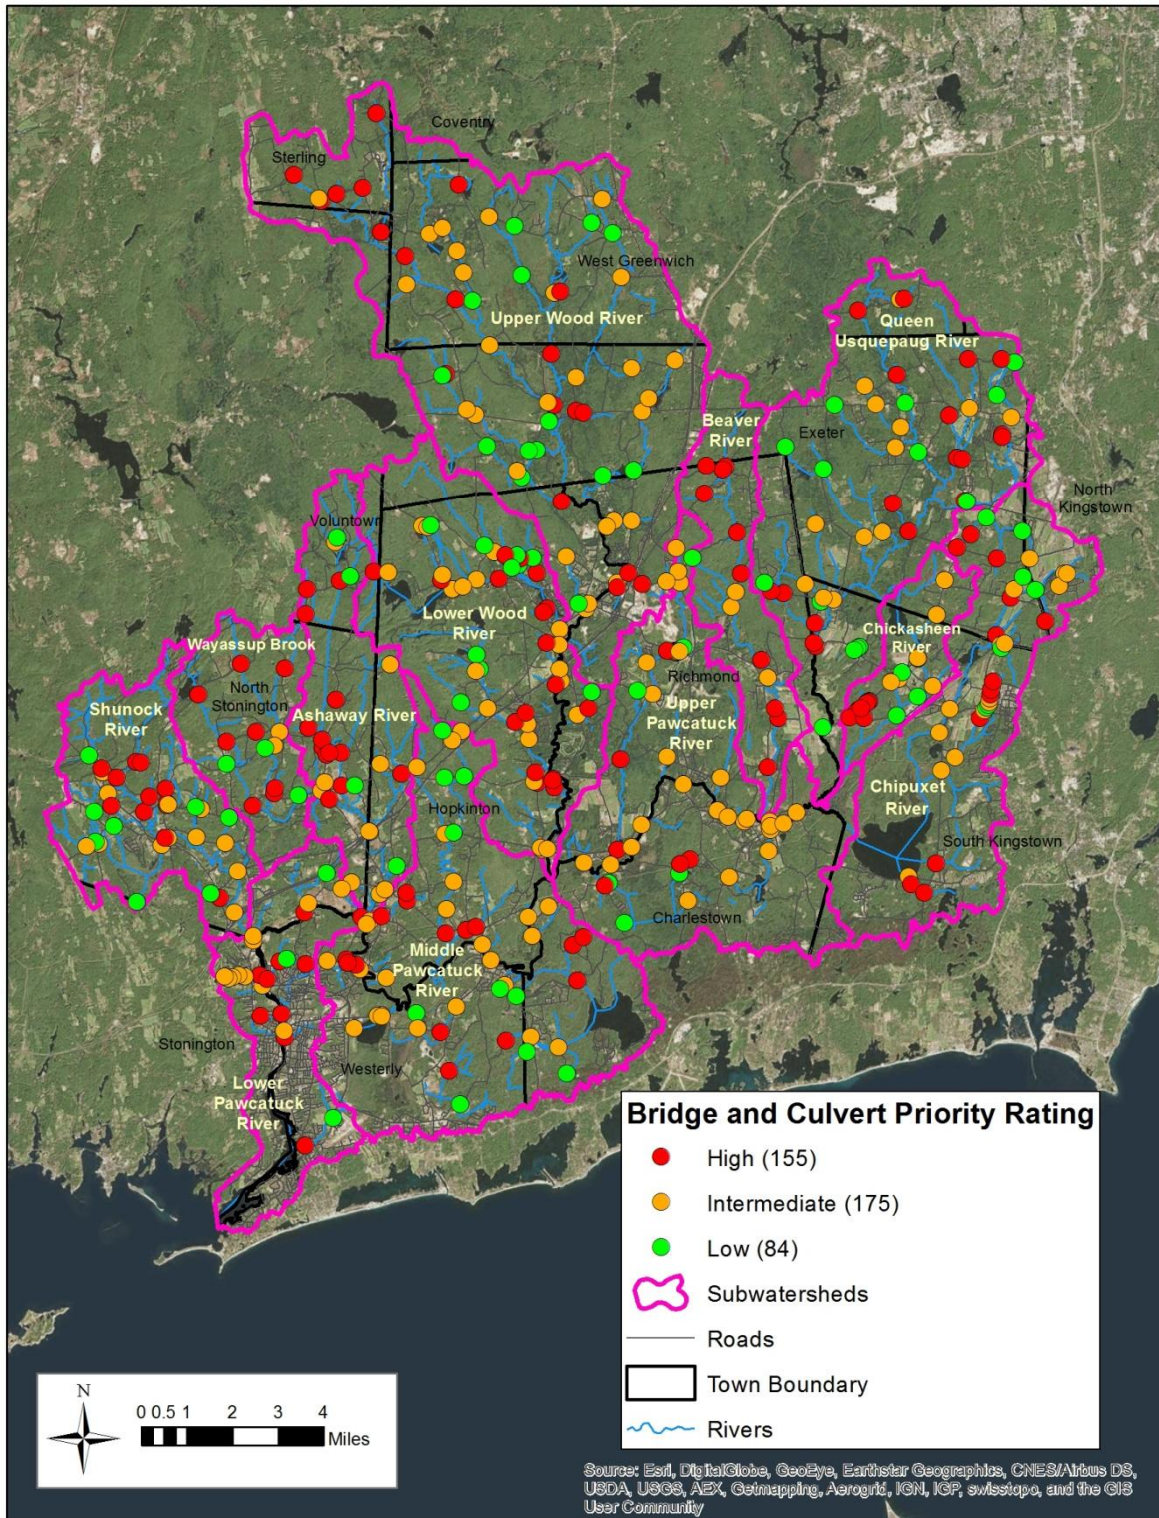 Coventry
Sterling
West Greenwich
Upper Wood River
Queen
Usquepaug River
Beaver
River
Exeter
North
Kingstown
Voluntown
Lower Wood
River
Chickasheen
River
Wayassup Brook
North
Stonington
Shunock
River
Ashaway River
Richmond
Upper
Pawcatuck
River
Chipuxet
River
Hopkinton
South Kingstown
Charlestown
Middle
Pawcatuck
River
Stonington
Westerly
Lower
Pawcatuck
River
Bridge and Culvert Priority Rating
High (155)
Intermediate (175)
Low (84)
Subwatersheds
Roads
Town Boundary
Rivers
N
0 0.5 1 2 3 4
Miles
Source: Esri, DigitalGlobe, GeoEye, Earthstar Geographics, CNES/Airbus DS,
USDA, USGS, AEX, Getmapping, Aerogrid, IGN, IGP, swisstopo, and the GIS
User Community